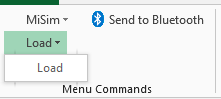 MiSim Send to Bluetooth
Load
Load
Menu Commands